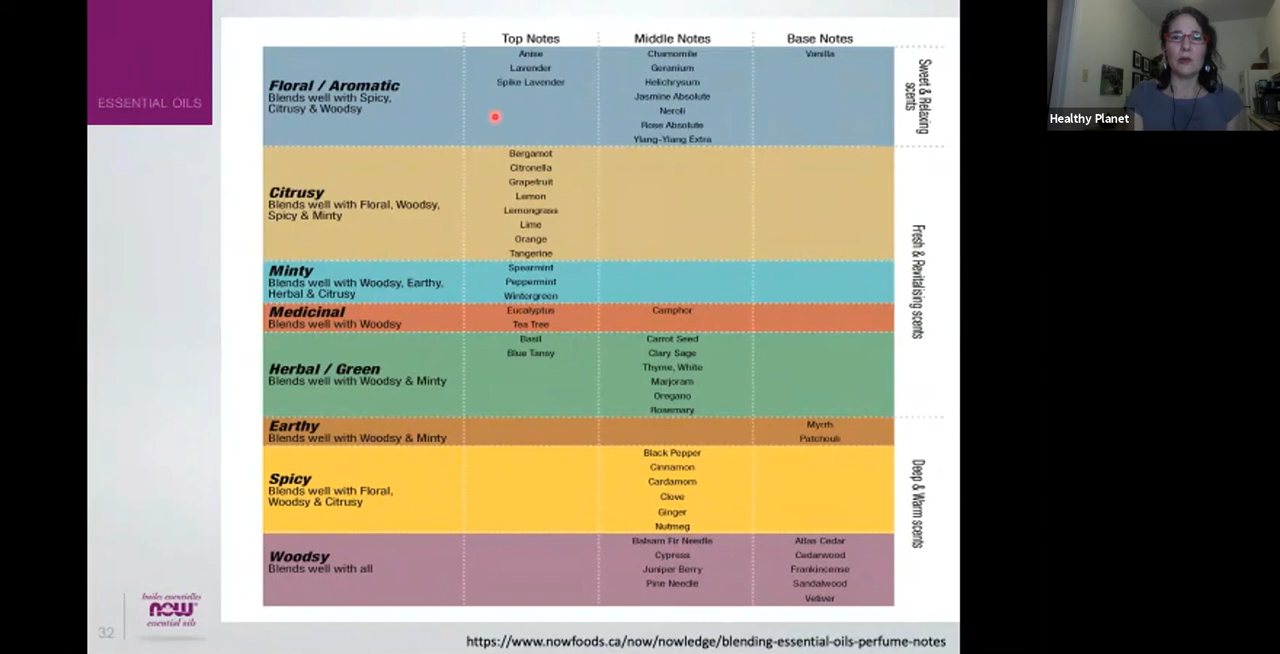 ESSENTIAL OILS
Top Notes
Middle Notes
Base Notes
Floral / Aromatic
Blends well with Spicy,
Citrusy & Woodsy
Anise
Lavender
Spike Lavender
Chamomile
Geranium
Helichrysum
Jasmine Absolute
Neroli
Rose Absolute
Ylang-Ylang Extra
Vanilla
Sweet & Relaxing
scents
Citrusy
Blends well with Floral, Woodsy,
Spicy & Minty
Bergamot
Citronella
Grapefruit
Lemon
Lemongrass
Lime
Orange
Tangerine
Fresh & Revitalising scents
Minty
Blends well with Woodsy, Earthy,
Herbal & Citrusy
Spearmint
Peppermint
Wintergreen
Medicinal
Blends well with Woodsy
Eucalyptus
Tea Tree
Camphor
Herbal / Green
Blends well with Woodsy & Minty
Basil
Blue Tansy
Carrot Seed
Clary Sage
Thyme, White
Marjoram
Oregano
Rosemary
Earthy
Blends well with Woodsy & Minty
Myrrh
Patchouli
Deep & Warm scents
Spicy
Blends well with Floral,
Woodsy & Citrusy
Black Pepper
Cinnamon
Cardamom
Clove
Ginger
Nutmeg
Woodsy
Blends well with all
Balsam Fir Needle
Cypress
Juniper Berry
Pine Needle
Atlas Cedar
Cedarwood
Frankincense
Sandalwood
Vetiver
32
huiles essentielles
now
essential oils
https://www.nowfoods.ca/now/nowledge/blending-essential-oils-perfume-notes
Healthy Planet